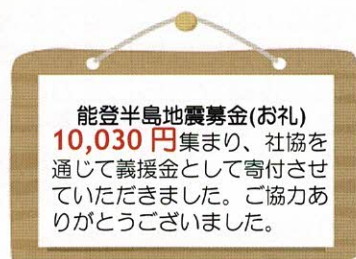 能登半島地震募金(お礼)
10,030 円集まり、社協を
通じて義援金として寄付させ
ていただきました。ご協力あ
りがとうございました。